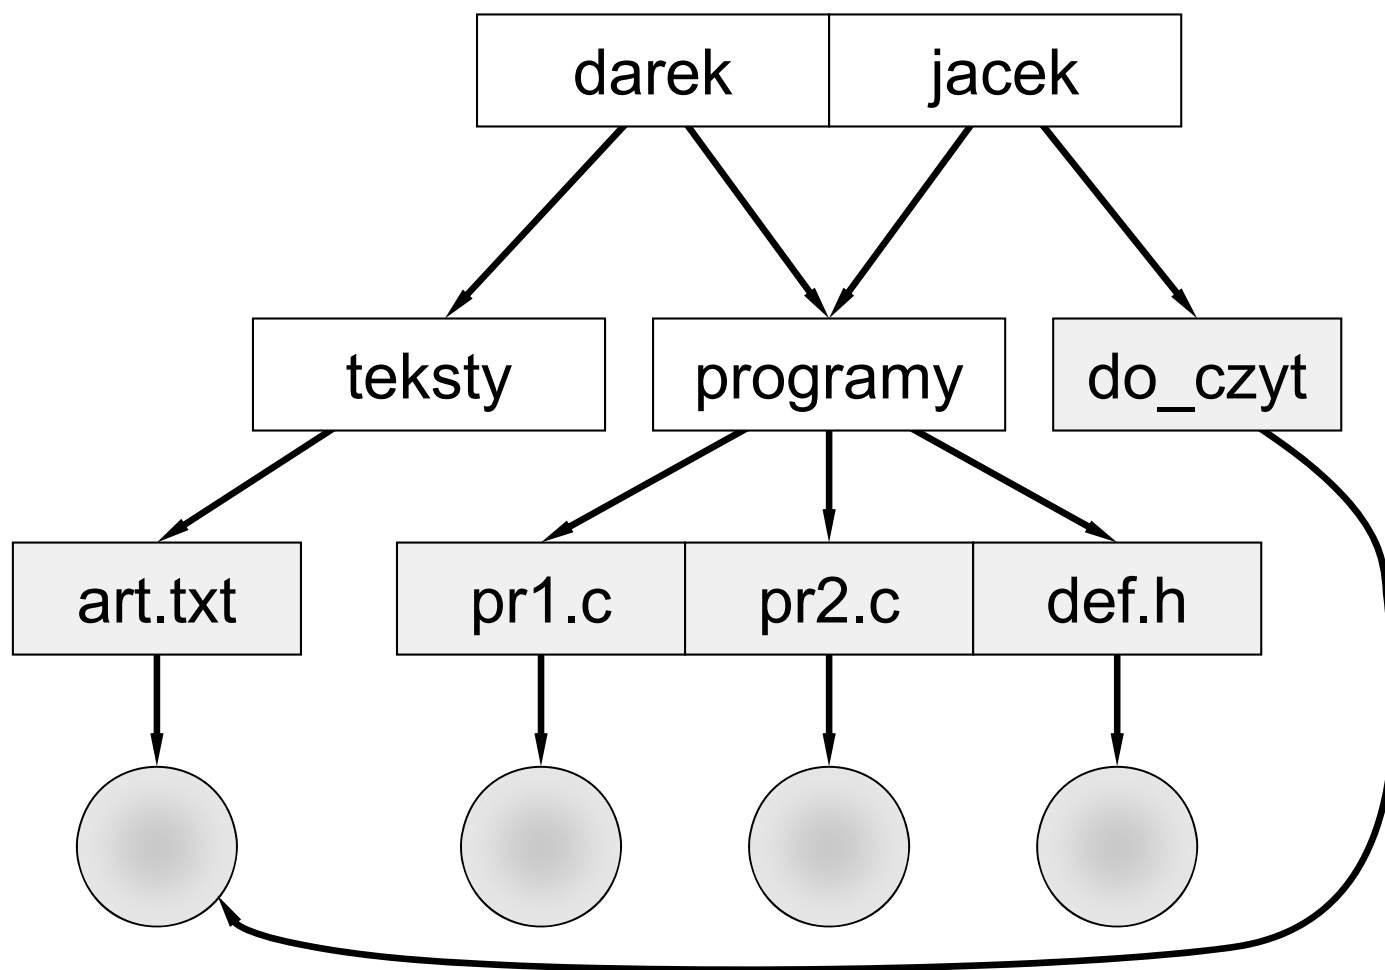 darek jacek
teksty programy do_czyt
art.txt pr1.c pr2.c def.h